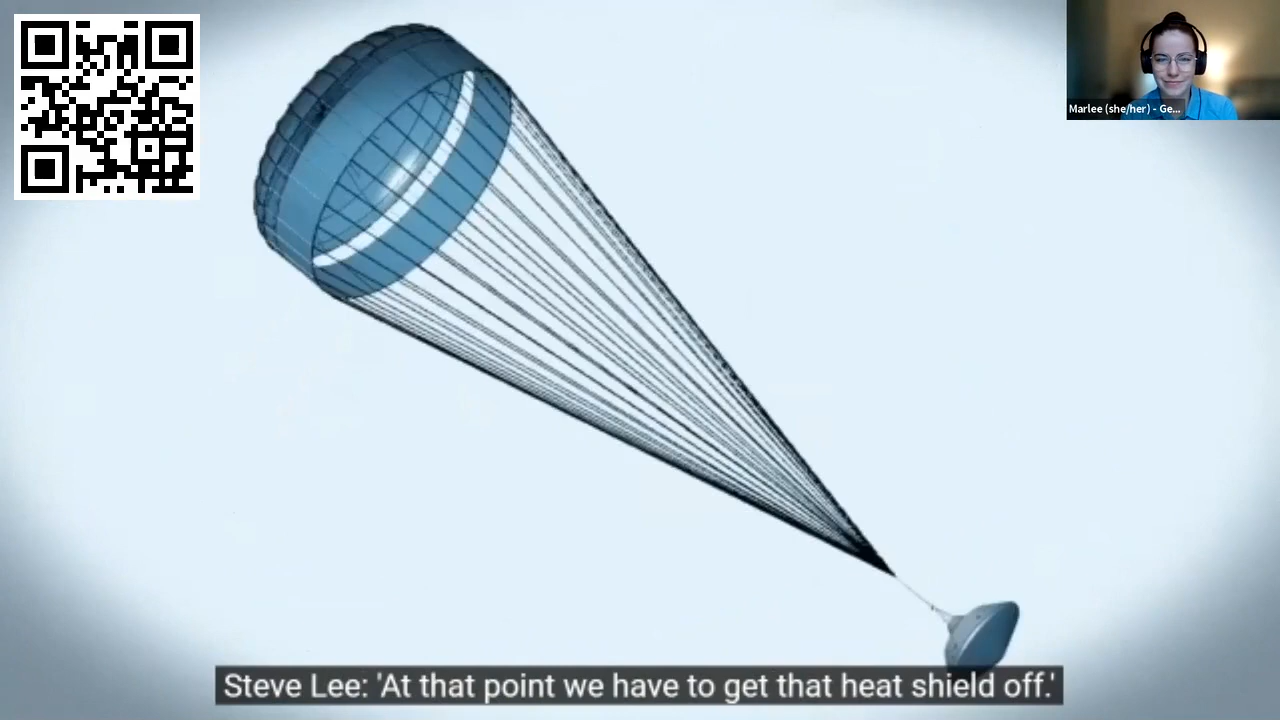 Marlee (she/her) - Ge...
Steve Lee: 'At that point we have to get that heat shield off.'